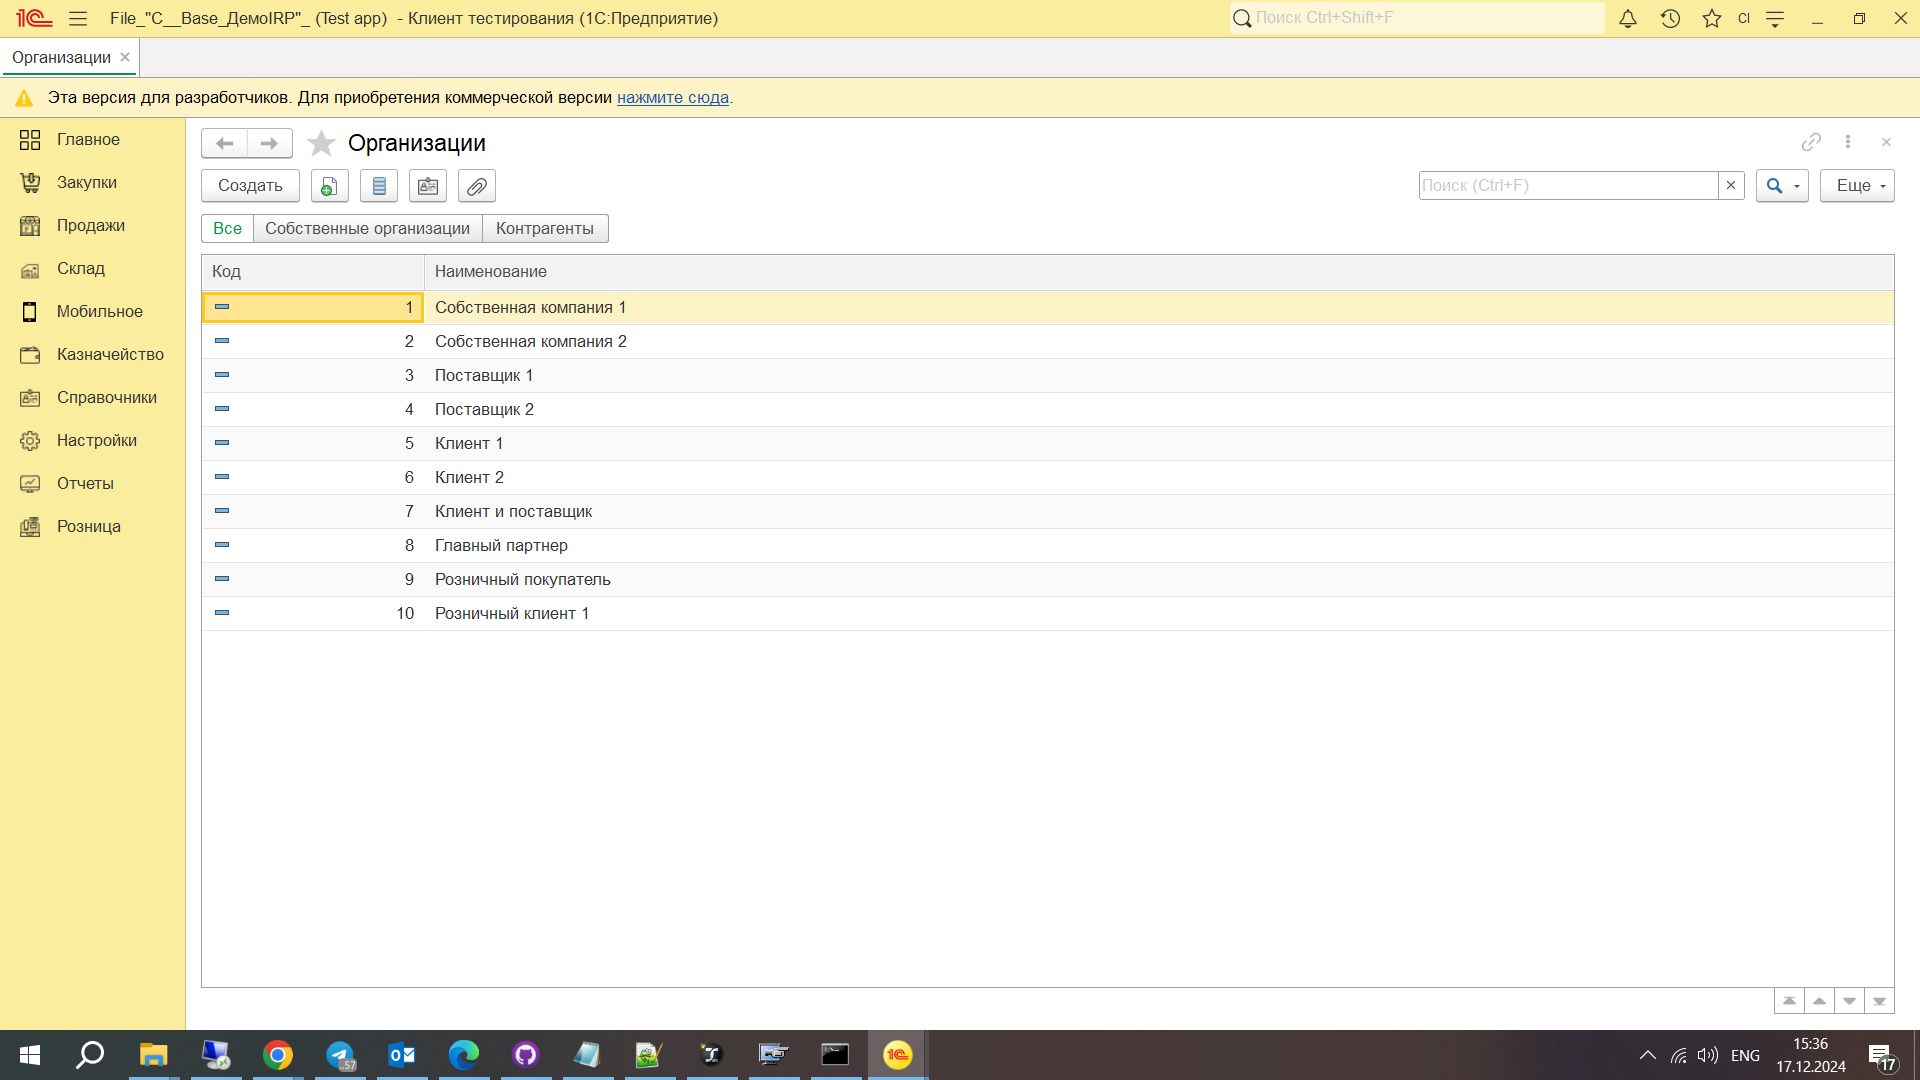 File_"C__Base_ДемоIRP"_ (Test app) - Клиент тестирования (1С:Предприятие)
Поиск Ctrl+Shift+F
CI
Организации
Эта версия для разработчиков. Для приобретения коммерческой версии нажмите сюда.
Главное
Закупки
Продажи
Склад
Мобильное
Казначейство
Справочники
Настройки
Отчеты
Розница
Организации
Создать
Поиск (Ctrl+F)
Еще
Все Собственные организации Контрагенты
Код Наименование
1 Собственная компания 1
2 Собственная компания 2
3 Поставщик 1
4 Поставщик 2
5 Клиент 1
6 Клиент 2
7 Клиент и поставщик
8 Главный партнер
9 Розничный покупатель
10 Розничный клиент 1
..57
ENG
15:36
17.12.2024
17